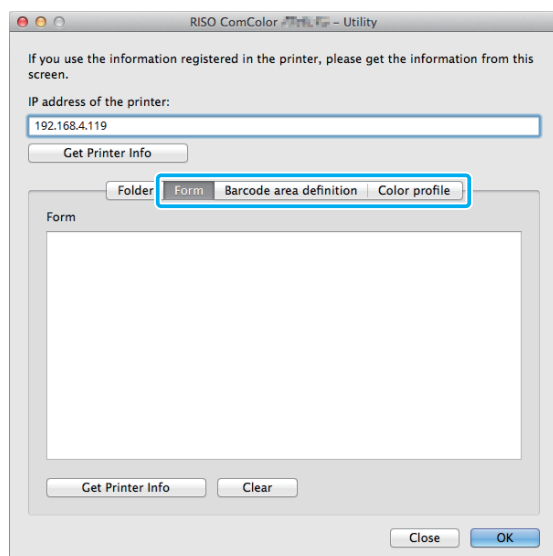 RISO ComColor – Utility
If you use the information registered in the printer, please get the information from this
screen.
IP address of the printer:
192.168.4.119
Get Printer Info
Folder Form Barcode area definition Color profile
Form
Get Printer Info Clear
Close OK